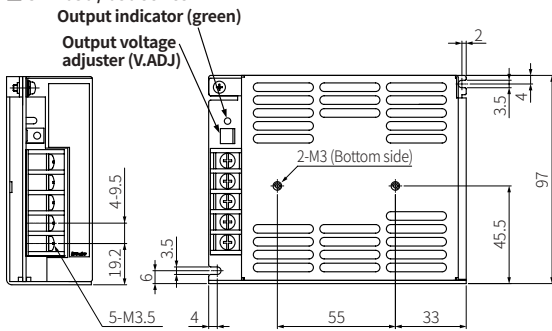 Output indicator (green)
Output voltage
adjuster (V.ADJ)
2
3.5
4
2-M3 (Bottom side)
97
45.5
4-9.5
19.2
3.5
6
5-M3.5
4
55
33